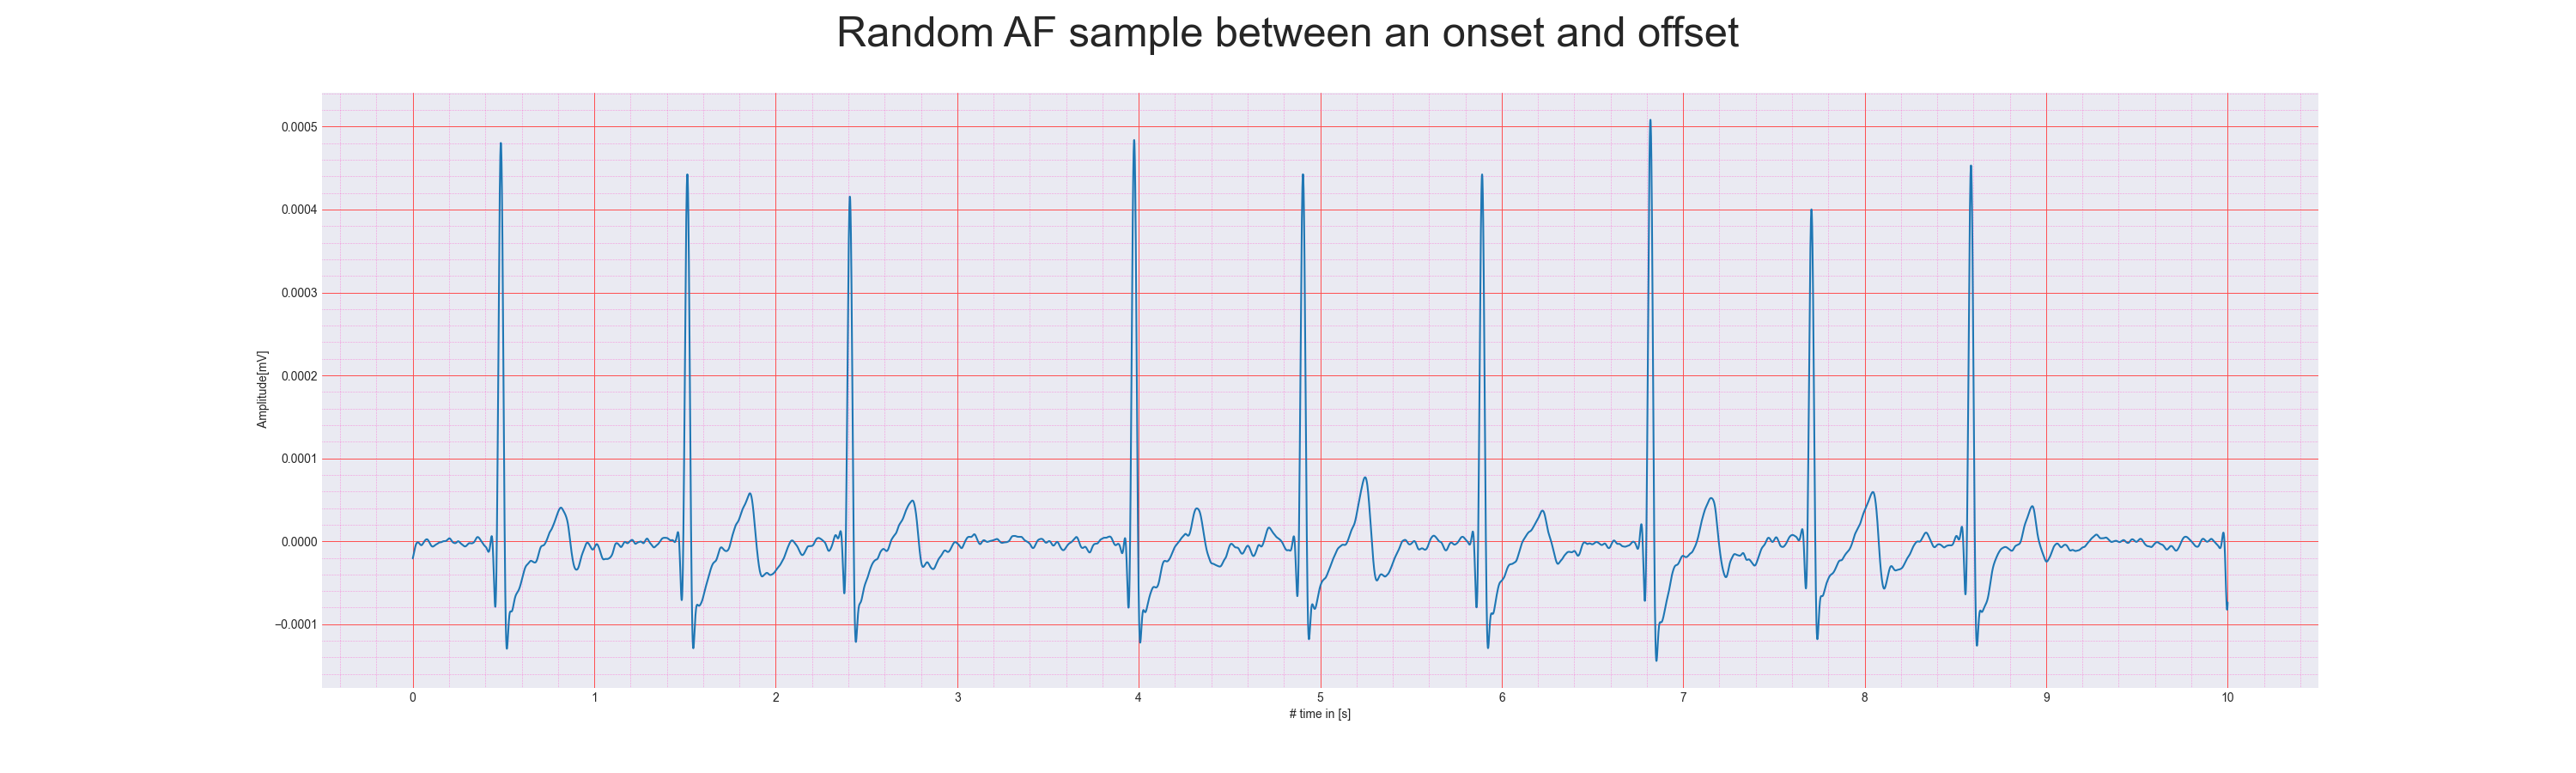 Random AF sample between an onset and offset
0.0005
0.0004
0.0003
0.0002
0.0001
0.0000
−0.0001
Amplitude[mV]
0 1 2 3 4 5 6 7 8 9 10
# time in [s]